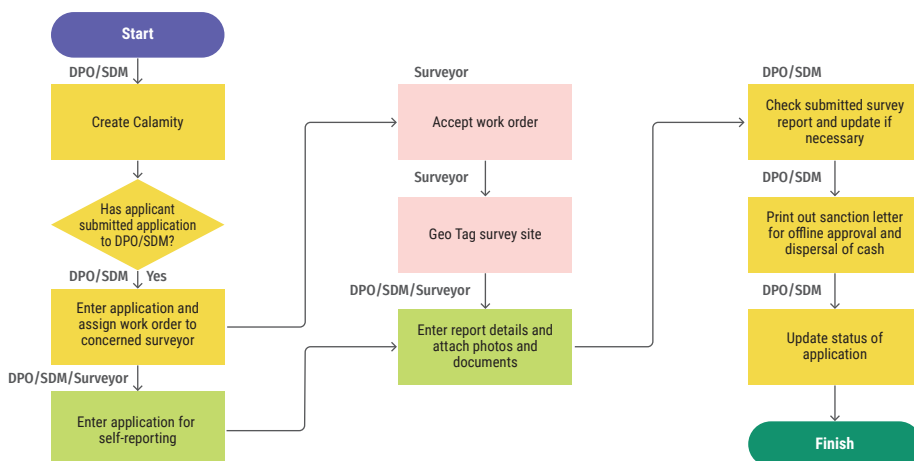 Start
DPO/SDM
Create Calamity
Has applicant
submitted application
to DPO/SDM?
DPO/SDM
Yes
Enter application and
assign work order to
concerned surveyor
DPO/SDM/Surveyor
Enter application for
self-reporting
Surveyor
Accept work order
Surveyor
Geo Tag survey site
DPO/SDM/Surveyor
Enter report details and
attach photos and
documents
DPO/SDM
Check submitted survey
report and update if
necessary
DPO/SDM
Print out sanction letter
for offline approval and
dispersal of cash
DPO/SDM
Update status of
application
Finish